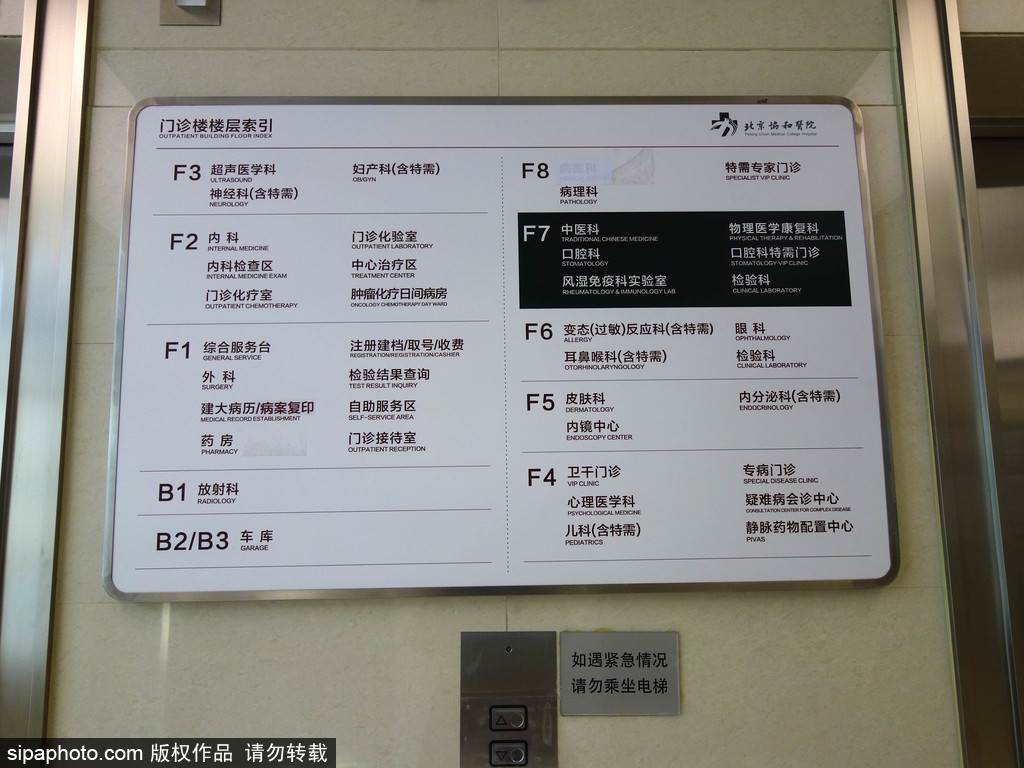 门诊楼楼层索引
OUTPATIENT BUILDING FLOOR INDEX
北京协和医院
Peking Union Medical College Hospital
F3 超声医学科 妇产科(含特需)
ULTRASOUND OB/GYN
神经科(含特需)
NEUROLOGY
F2 内 科 门诊化验室
INTERNAL MEDICINE OUTPATIENT LABORATORY
内科检查区 中心治疗区
INTERNAL MEDICINE EXAM TREATMENT CENTER
门诊化疗室 肿瘤化疗日间病房
OUTPATIENT CHEMOTHERAPY ONCOLOGY CHEMOTHERAPY DAY WARD
F1 综合服务台 注册建档/取号/收费
GENERAL SERVICE REGISTRATION/REGISTRATION/CASHIER
外 科 检验结果查询
SURGERY TEST RESULT INQUIRY
建大病历/病案复印 自助服务区
MEDICAL RECORD ESTABLISHMENT SELF-SERVICE AREA
药 房 门诊接待室
PHARMACY OUTPATIENT RECEPTION
B1 放射科
RADIOLOGY
B2/B3 车 库
GARAGE
F8 特需专家门诊
SPECIALIST VIP CLINIC
病理科
PATHOLOGY
F7 中医科 物理医学康复科
TRADITIONAL CHINESE MEDICINE PHYSICAL THERAPY & REHABILITATION
口腔科 口腔科特需门诊
STOMATOLOGY STOMATOLOGY VIP CLINIC
风湿免疫科实验室 检验科
RHEUMATOLOGY & IMMUNOLOGY LAB CLINICAL LABORATORY
F6 变态(过敏)反应科(含特需) 眼 科
ALLERGY OPHTHALMOLOGY
耳鼻喉科(含特需) 检验科
OTORHINOLARYNGOLOGY CLINICAL LABORATORY
F5 皮肤科 内分泌科(含特需)
DERMATOLOGY ENDOCRINOLOGY
内镜中心
ENDOSCOPY CENTER
F4 卫干门诊 专病门诊
VIP CLINIC SPECIAL DISEASE CLINIC
心理医学科 疑难病会诊中心
PSYCHOLOGICAL MEDICINE CONSULTATION CENTER FOR COMPLEX DISEASE
儿科(含特需) 静脉药物配置中心
PEDIATRICS PIVAS
如遇紧急情况
请勿乘坐电梯
sipaphoto.com 版权作品 请勿转载